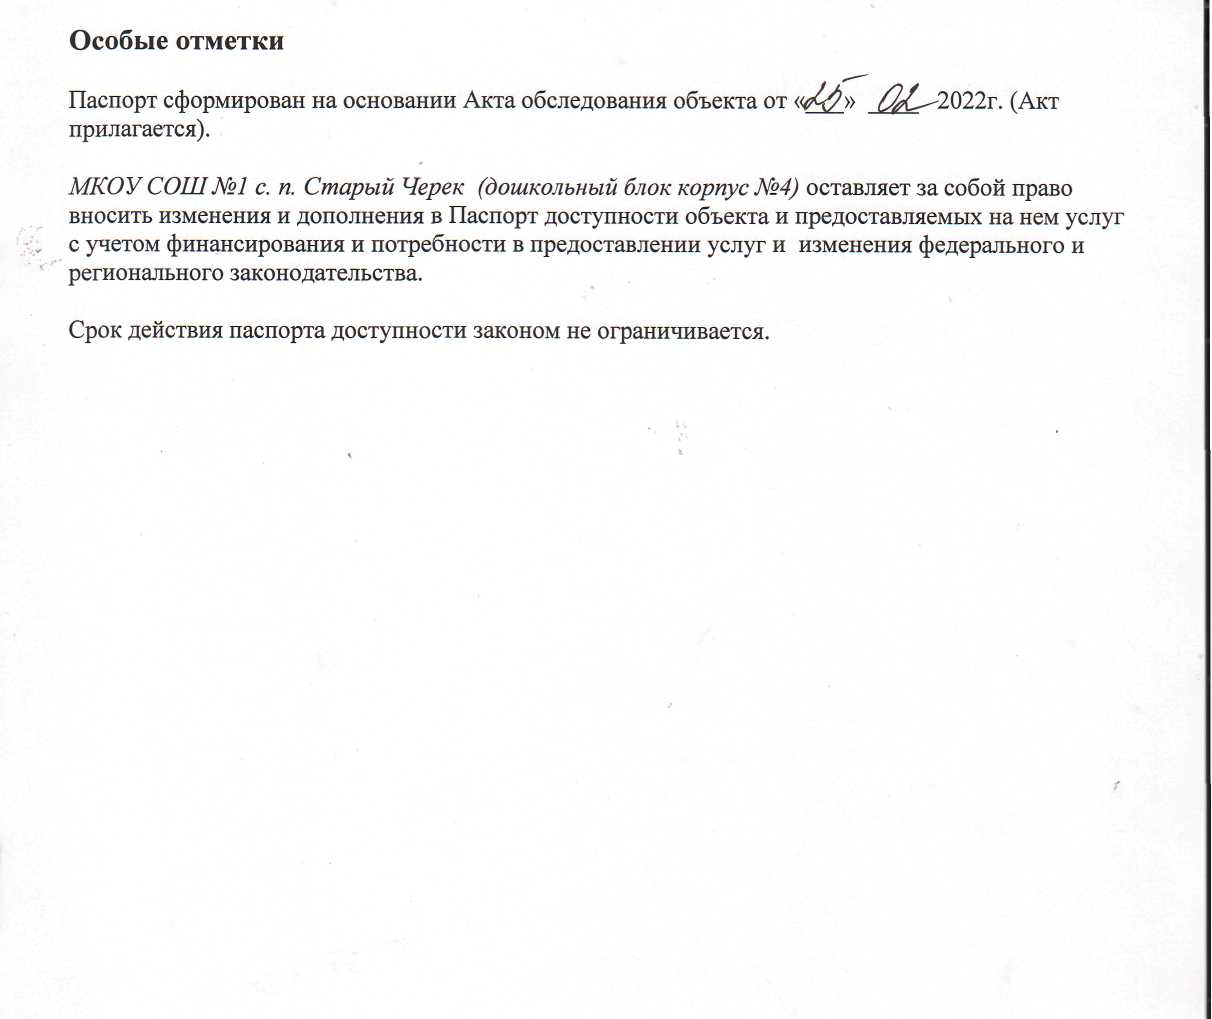 Особые отметки
Паспорт сформирован на основании Акта обследования объекта от «25» 02 2022г. (Акт
прилагается).
МКОУ СОШ №1 с. п. Старый Черек (дошкольный блок корпус №4) оставляет за собой право
вносить изменения и дополнения в Паспорт доступности объекта и предоставляемых на нем услуг
с учетом финансирования и потребности в предоставлении услуг и изменения федерального и
регионального законодательства.
Срок действия паспорта доступности законом не ограничивается.